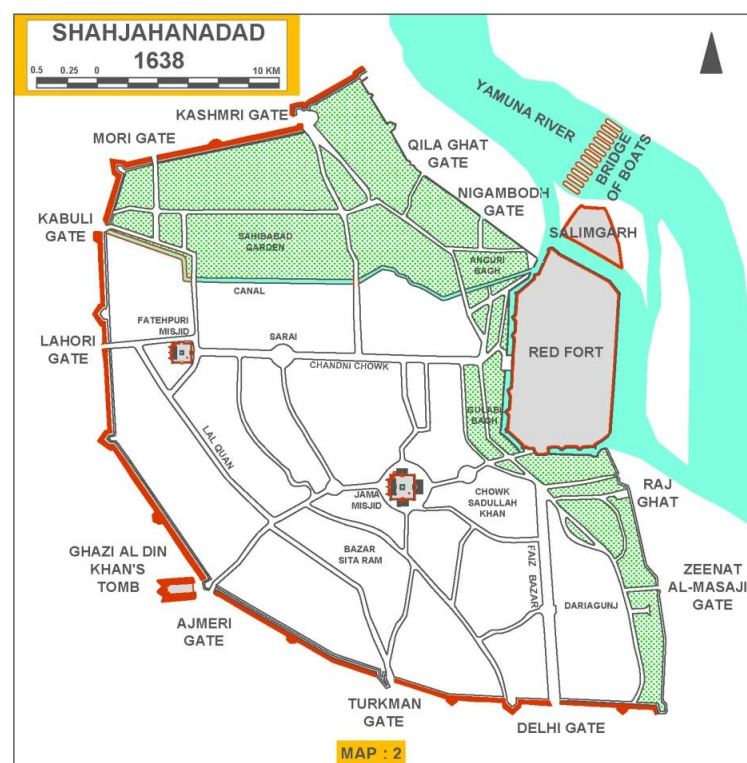 SHAHJAHANADAD
1638
0.5 0.25 0 10 KM
KASHMRI GATE
MORI GATE
YAMUNA RIVER
BRIDGE
OF BOATS
QILA GHAT
GATE
NIGAMBODH
GATE
KABULI
GATE
SALIMGARH
SAHIBABAD
GARDEN
ANGURI
BAGH
CANAL
FATEHPURI
MISJID
LAHORI
GATE
SARAI
CHANDNI CHOWK
RED FORT
GOLABI
BAGH
LAL QUAN
JAMA
MISJID
CHOWK
SADULLAH
KHAN
RAJ
GHAT
GHAZI AL DIN
KHAN'S
TOMB
BAZAR
SITA RAM
FAIZ BAZAR
DARIAGUNJ
ZEENAT
AL-MASAJID
GATE
AJMERI
GATE
TURKMAN
GATE
DELHI GATE
MAP : 2